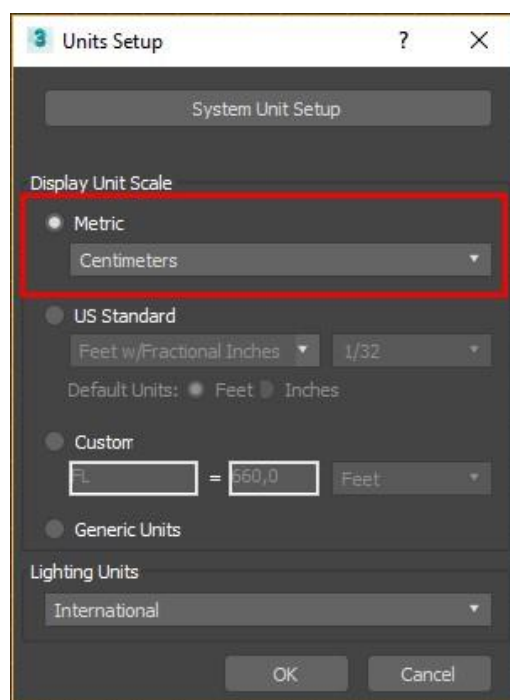 3 Units Setup ? X
System Unit Setup
Display Unit Scale
Metric
Centimeters
US Standard
Feet w/Fractional Inches 1/32
Default Units: Feet Inches
Custom
FL = 660,0 Feet
Generic Units
Lighting Units
International
OK Cancel